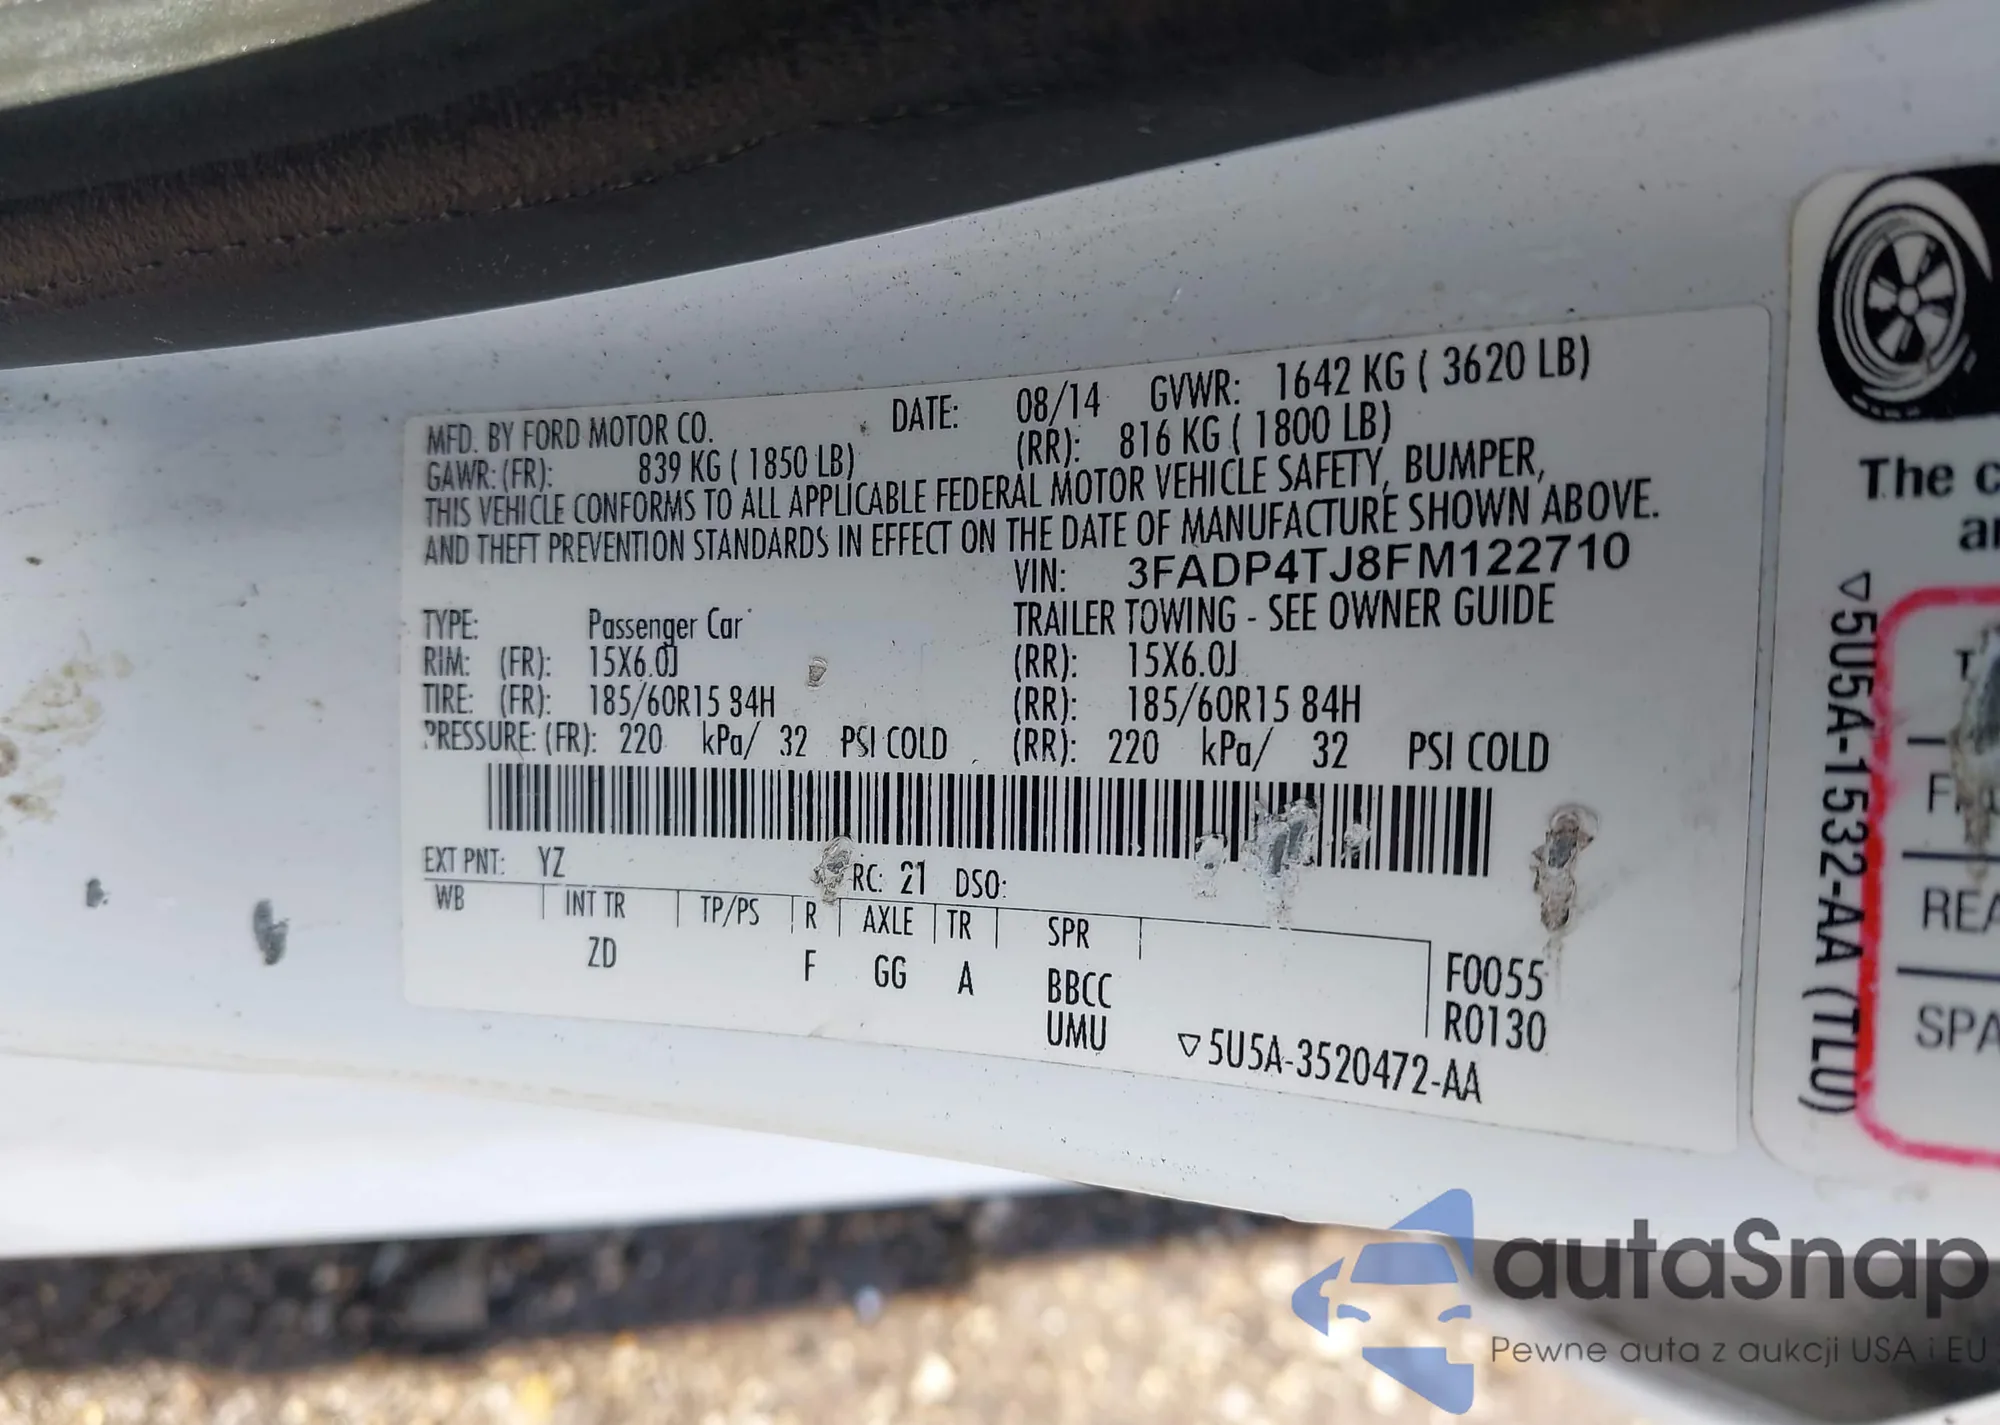 MFD. BY FORD MOTOR CO. DATE: 08/14 GVWR: 1642 KG ( 3620 LB)
GAWR: (FR): 839 KG ( 1850 LB) (RR): 816 KG ( 1800 LB)
THIS VEHICLE CONFORMS TO ALL APPLICABLE FEDERAL MOTOR VEHICLE SAFETY, BUMPER,
AND THEFT PREVENTION STANDARDS IN EFFECT ON THE DATE OF MANUFACTURE SHOWN ABOVE.
VIN: 3FADP4TJ8FM122710
TYPE: Passenger Car TRAILER TOWING - SEE OWNER GUIDE
RIM: (FR): 15X6.0J (RR): 15X6.0J
TIRE: (FR): 185/60R15 84H (RR): 185/60R15 84H
PRESSURE: (FR): 220 kPa/ 32 PSI COLD (RR): 220 kPa/ 32 PSI COLD
EXT PNT: YZ RC: 21 DSO:
WB INT TR TP/PS R AXLE TR SPR
ZD F GG A BBCC F0055
UMU R0130
▽5U5A-3520472-AA
The
▽5U5A-1532-AA (TLU)
autaSnap
Pewne auta z aukcji USA i EU